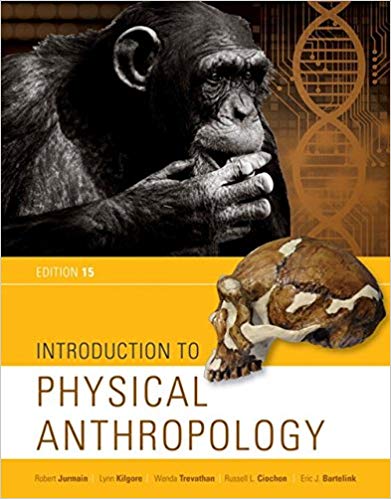 EDITION 15
INTRODUCTION TO
PHYSICAL
ANTHROPOLOGY
Robert Jurmain | Lynn Kilgore | Wenda Trevathan | Russell L. Ciochon | Eric J. Bartelink